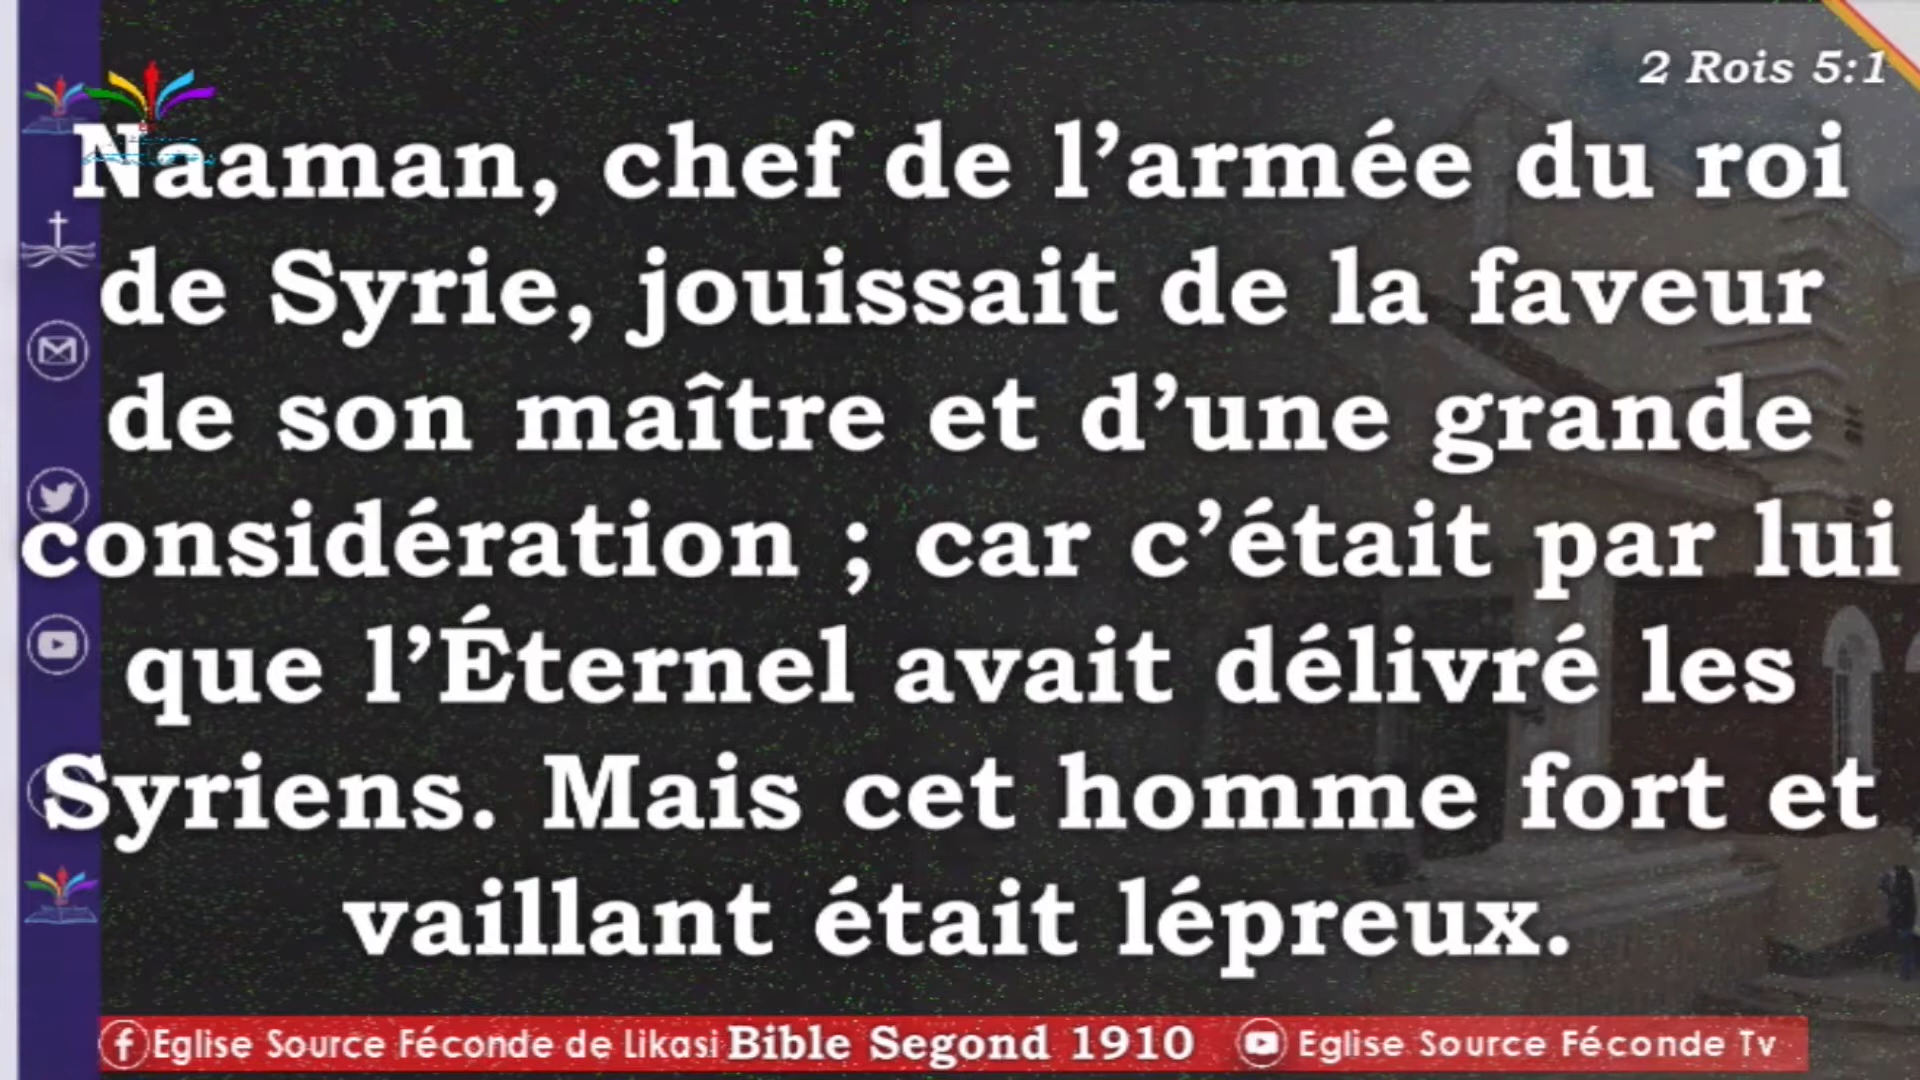 2 Rois 5:1
Naaman, chef de l’armée du roi
de Syrie, jouissait de la faveur
de son maître et d’une grande
considération ; car c’était par lui
que l’Éternel avait délivré les
Syriens. Mais cet homme fort et
vaillant était lépreux.
Eglise Source Féconde de Likasi Bible Segond 1910 Eglise Source Féconde Tv